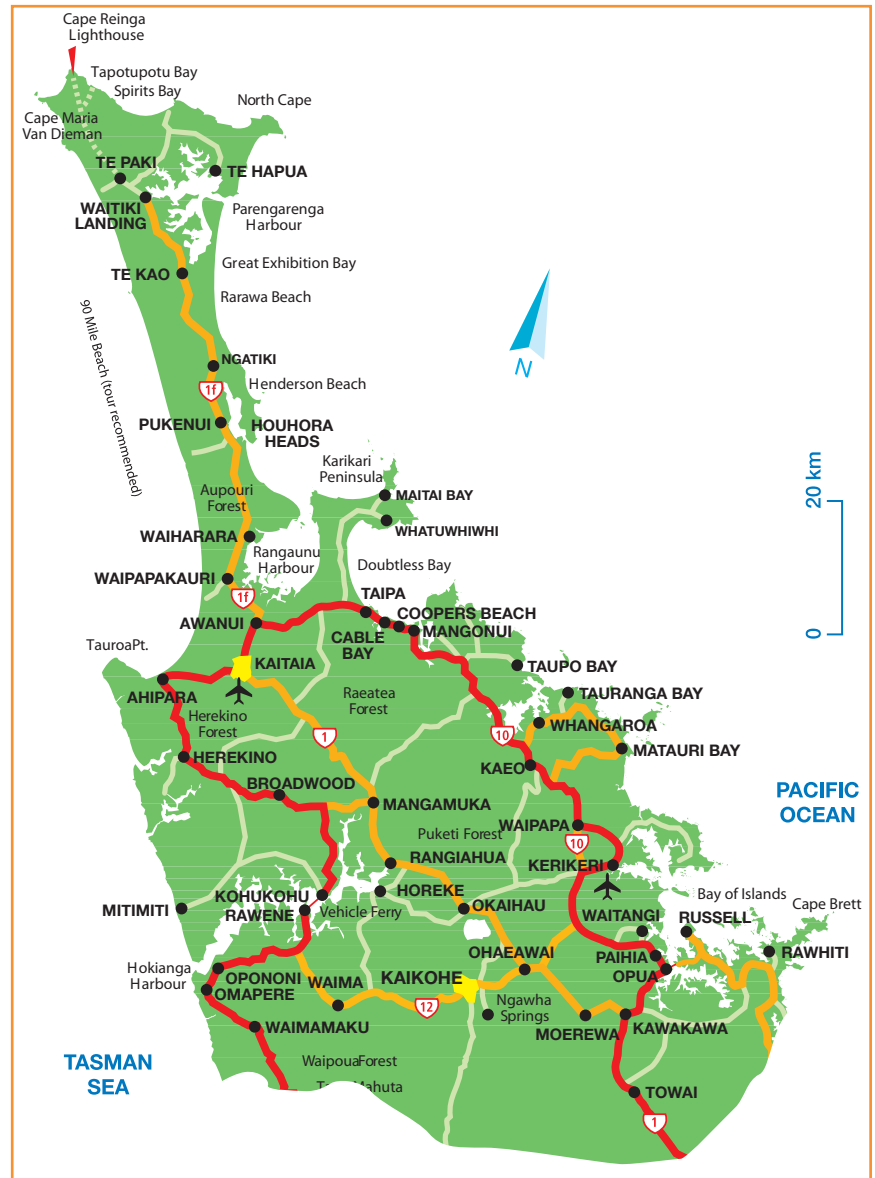 Cape Reinga
Lighthouse
Tapotupotu Bay
Spirits Bay
North Cape
Cape Maria
Van Dieman
TE PAKI
TE HAPUA
WAITIKI
LANDING
Parengarenga
Harbour
TE KAO
Great Exhibition Bay
Rarawa Beach
90 Mile Beach (tour recommended)
NGATIKI
1f
Henderson Beach
PUKENUI
HOUHORA
HEADS
N
Karikari
Peninsula
MAITAI BAY
WHATUWHIWHI
20 km
0
Aupouri
Forest
WAIHARARA
Rangaunu
Harbour
Doubtless Bay
WAIPAPAKAURI
1f
TAIPA
AWANUI
COOPERS BEACH
CABLE
BAY
MANGONUI
TauroaPt.
KAITAIA
TAUPO BAY
AHIPARA
Raeatea
Forest
TAURANGA BAY
Herekino
Forest
1
10
WHANGAROA
MATAURI BAY
HEREKINO
KAEO
BROADWOOD
MANGAMUKA
PACIFIC
OCEAN
Puketi Forest
WAIPAPA
10
RANGIAHUA
KERIKERI
KOHUKOHU
HOREKE
RAWENE
Vehicle Ferry
MITIMITI
OKAIHAU
Bay of Islands
Cape Brett
WAITANGI
RUSSELL
OHAEAWAI
PAIHIA
RAWHITI
Hokianga
Harbour
OPONONI
OMAPERE
WAIMA
KAIKOHE
OPUA
12
Ngawha
Springs
MOEREWA
KAWAKAWA
WAIMAMAKU
TASMAN
SEA
WaipouaForest
TOWAI
1